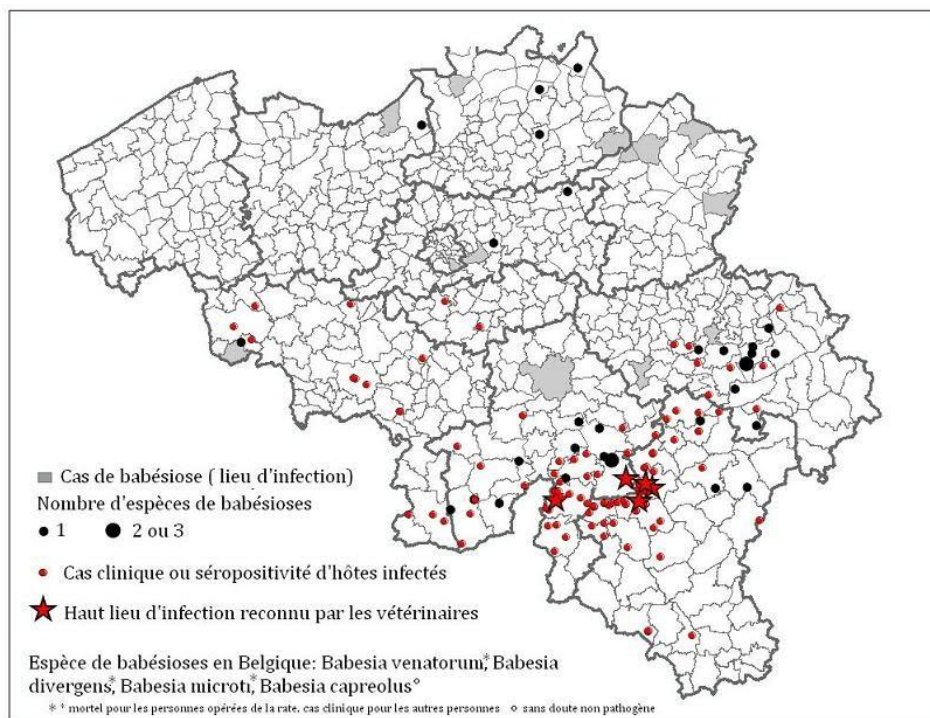 Cas de babésiose ( lieu d'infection)
Nombre d'espèces de babésioses
1 2 ou 3
Cas clinique ou séropositivité d'hôtes infectés
Haut lieu d'infection reconnu par les vétérinaires
Espèce de babésioses en Belgique: Babesia venatorum,* Babesia
divergens,* Babesia microti,* Babesia capreolus°
* * mortel pour les personnes opérées de la rate, cas clinique pour les autres personnes o sans doute non pathogène